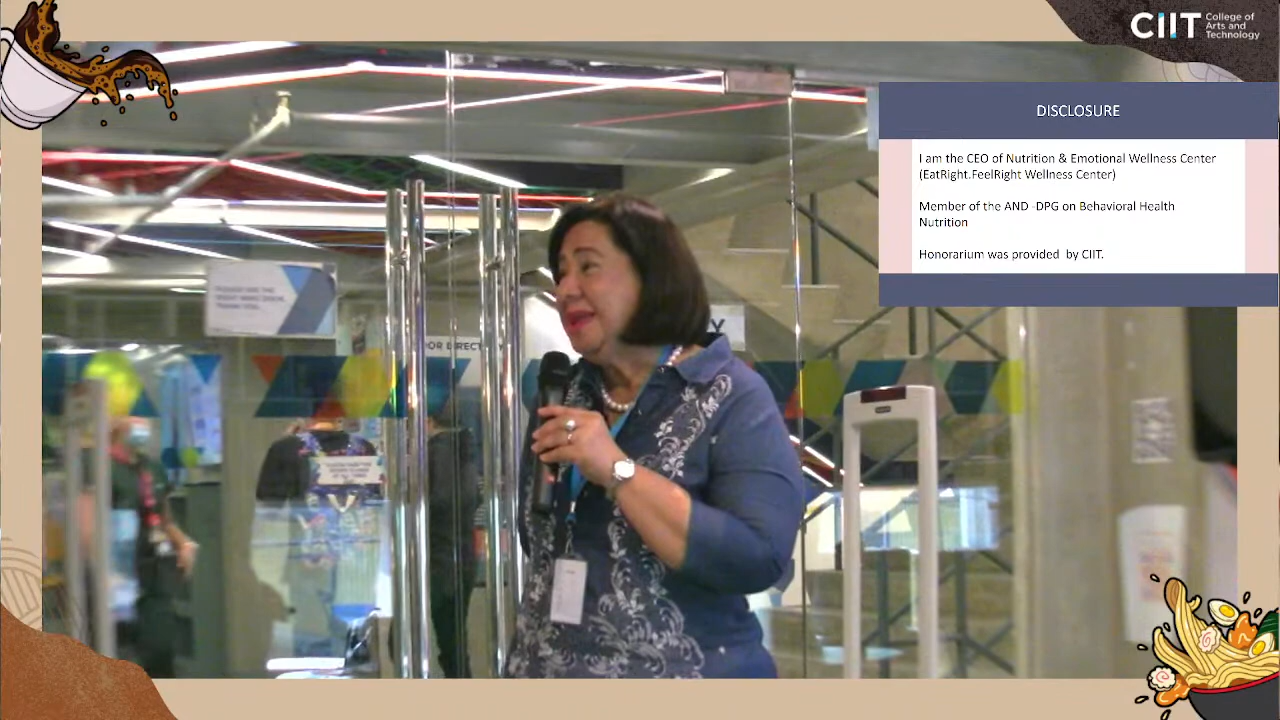 CIIT College of
Arts and
Technology
DISCLOSURE
I am the CEO of Nutrition & Emotional Wellness Center
(EatRight.FeelRight Wellness Center)
Member of the AND -DPG on Behavioral Health
Nutrition
Honorarium was provided by CIIT.